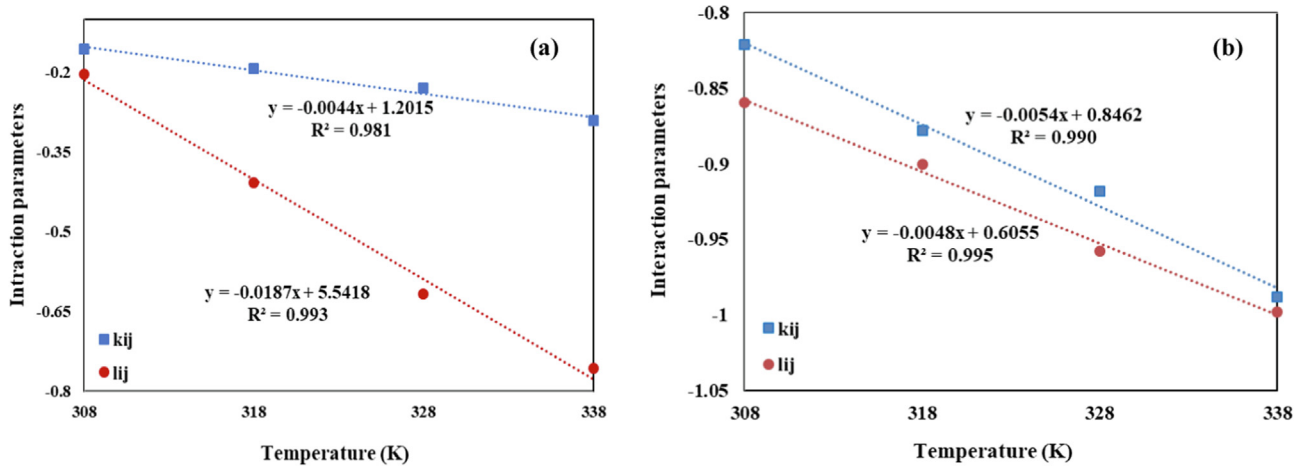 (a)
Intraction parameters
-0.2
-0.35
-0.5
-0.65
-0.8
y = -0.0044x + 1.2015
R² = 0.981
y = -0.0187x + 5.5418
R² = 0.993
kij
lij
308
318
328
338
Temperature (K)
(b)
Interaction parameters
-0.8
-0.85
-0.9
-0.95
-1
-1.05
y = -0.0054x + 0.8462
R² = 0.990
y = -0.0048x + 0.6055
R² = 0.995
kij
lij
308
318
328
338
Temperature (K)